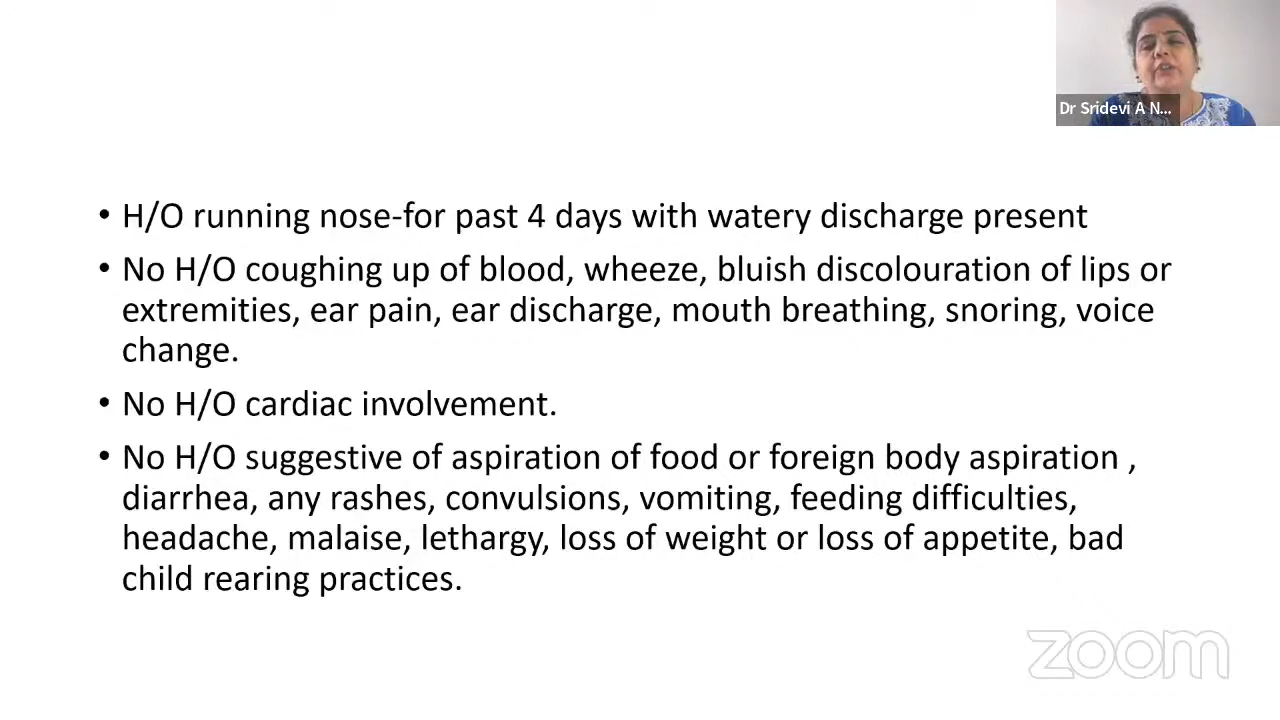 Dr Sridevi A N...
• H/O running nose-for past 4 days with watery discharge present
• No H/O coughing up of blood, wheeze, bluish discolouration of lips or
extremities, ear pain, ear discharge, mouth breathing, snoring, voice
change.
• No H/O cardiac involvement.
• No H/O suggestive of aspiration of food or foreign body aspiration ,
diarrhea, any rashes, convulsions, vomiting, feeding difficulties,
headache, malaise, lethargy, loss of weight or loss of appetite, bad
child rearing practices.
zoom